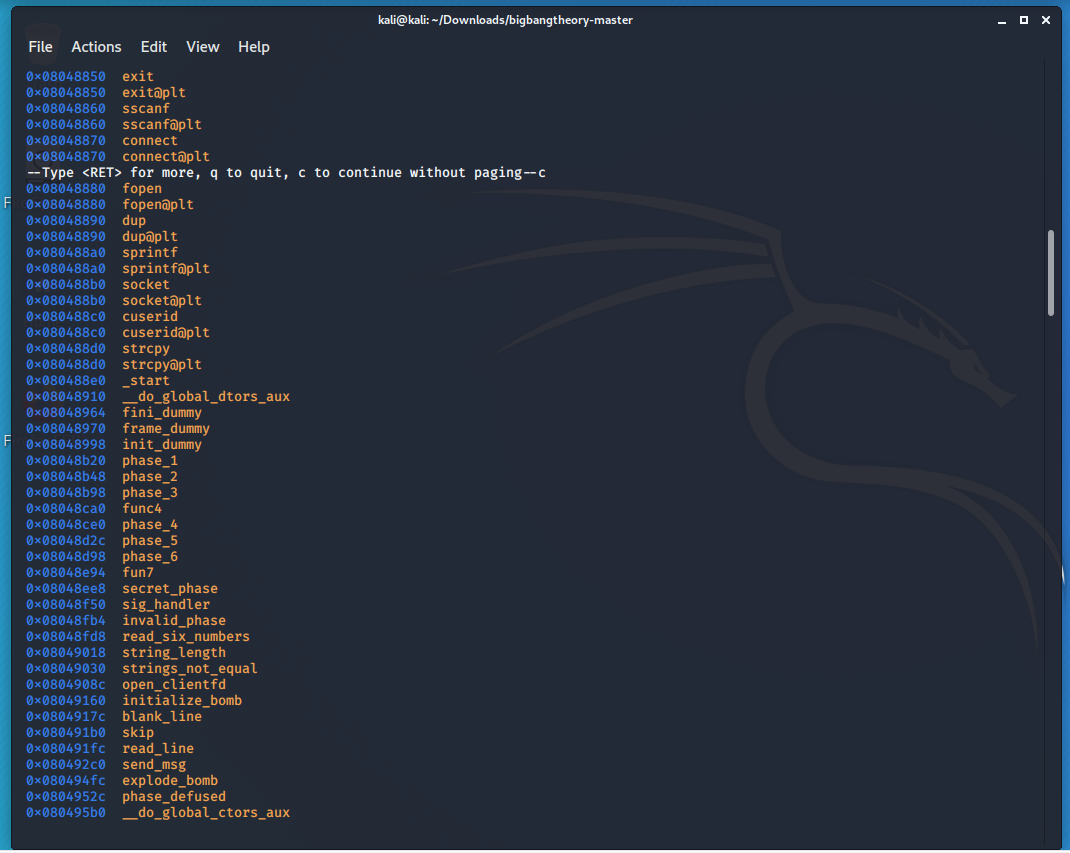 kali@kali: ~/Downloads/bigbangtheory-master
File Actions Edit View Help
0×08048850 exit
0×08048850 exit@plt
0×08048860 sscanf
0×08048860 sscanf@plt
0×08048870 connect
0×08048870 connect@plt
--Type <RET> for more, q to quit, c to continue without paging--c
0×08048880 fopen
0×08048880 fopen@plt
0×08048890 dup
0×08048890 dup@plt
0×080488a0 sprintf
0×080488a0 sprintf@plt
0×080488b0 socket
0×080488b0 socket@plt
0×080488c0 cuserid
0×080488c0 cuserid@plt
0×080488d0 strcpy
0×080488d0 strcpy@plt
0×080488e0 _start
0×08048910 __do_global_dtors_aux
0×08048964 fini_dummy
0×08048970 frame_dummy
0×08048998 init_dummy
0×08048b20 phase_1
0×08048b48 phase_2
0×08048b98 phase_3
0×08048ca0 func4
0×08048ce0 phase_4
0×08048d2c phase_5
0×08048d98 phase_6
0×08048e94 fun7
0×08048ee8 secret_phase
0×08048f50 sig_handler
0×08048fb4 invalid_phase
0×08048fd8 read_six_numbers
0×08049018 string_length
0×08049030 strings_not_equal
0×0804908c open_clientfd
0×08049160 initialize_bomb
0×0804917c blank_line
0×080491b0 skip
0×080491fc read_line
0×080492c0 send_msg
0×080494fc explode_bomb
0×0804952c phase_defused
0×080495b0 __do_global_ctors_aux